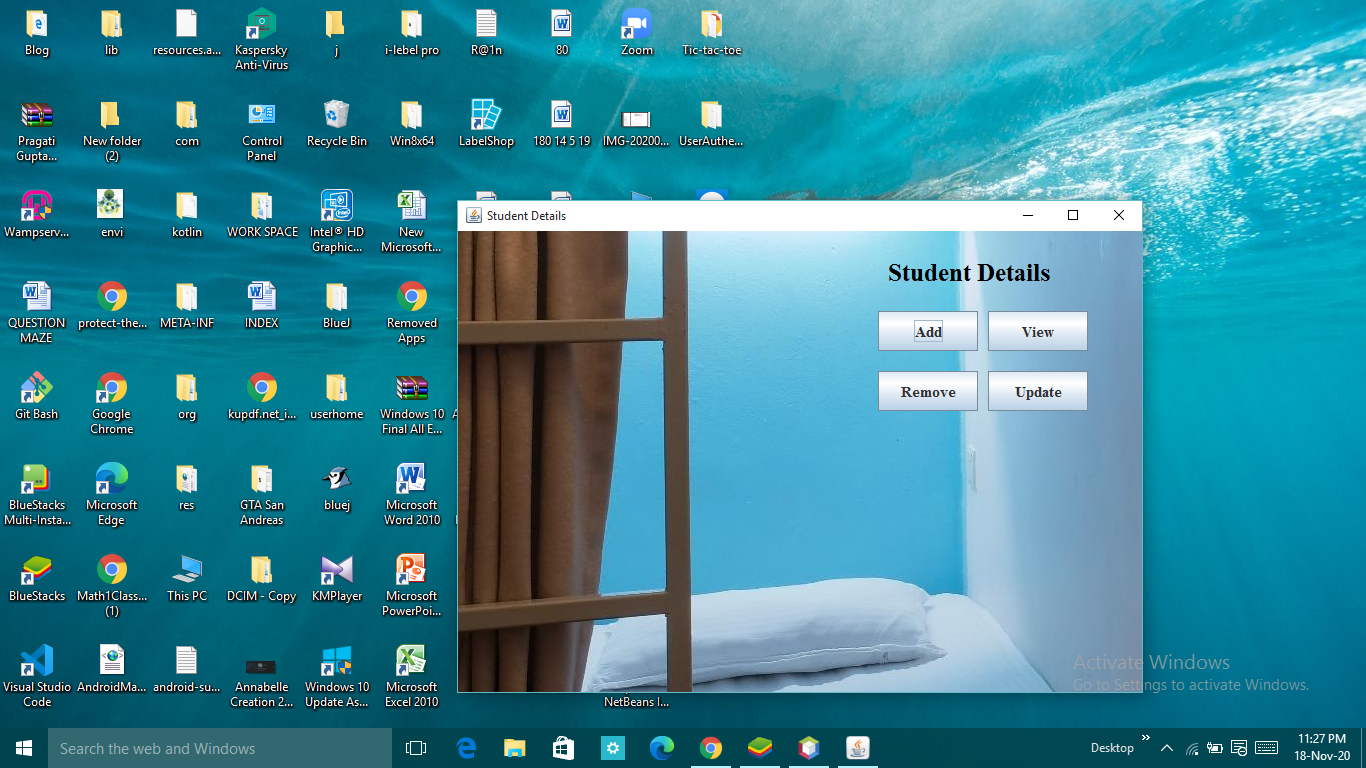 Blog
lib
resources.a...
Kaspersky
Anti-Virus
j
i-lebel pro
R@1n
80
Zoom
Tic-tac-toe
Pragati
Gupta...
New folder
(2)
com
Control
Panel
Recycle Bin
Win8x64
LabelShop
180 14 5 19
IMG-20200...
UserAuthe...
Wampserv...
envi
kotlin
WORK SPACE
Intel® HD
Graphic...
New
Microsoft...
Student Details
Student Details
Add
View
Remove
Update
QUESTION
MAZE
protect-the...
META-INF
INDEX
BlueJ
Removed
Apps
Git Bash
Google
Chrome
org
kupdf.net_i...
userhome
Windows 10
Final All E...
BlueStacks
Multi-Insta...
Microsoft
Edge
res
GTA San
Andreas
bluej
Microsoft
Word 2010
BlueStacks
Math1Class...
(1)
This PC
DCIM - Copy
KMPlayer
Microsoft
PowerPoi...
Visual Studio
Code
AndroidMa...
android-su...
Annabelle
Creation 2...
Windows 10
Update As...
Microsoft
Excel 2010
NetBeans I...
Activate Windows
Go to Settings to activate Windows.
Search the web and Windows
Desktop
11:27 PM
18-Nov-20